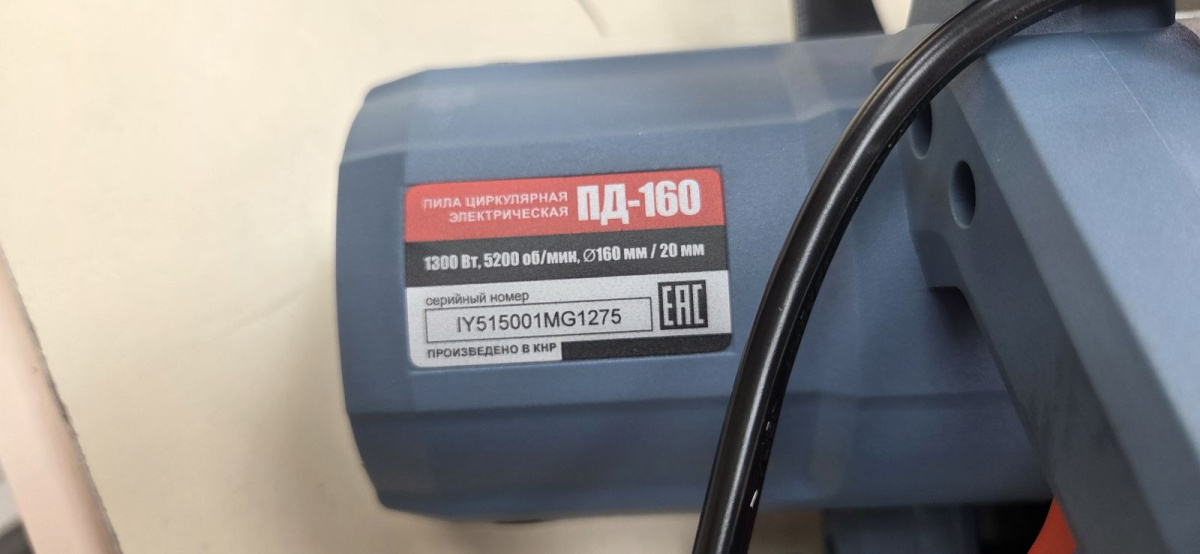 ПИЛА ЦИРКУЛЯРНАЯ
ЭЛЕКТРИЧЕСКАЯ
ПД-160
1300 Вт, 5200 об/мин, ∅160 мм / 20 мм
серийный номер
IY515001MG1275
EAC
ПРОИЗВЕДЕНО В КНР